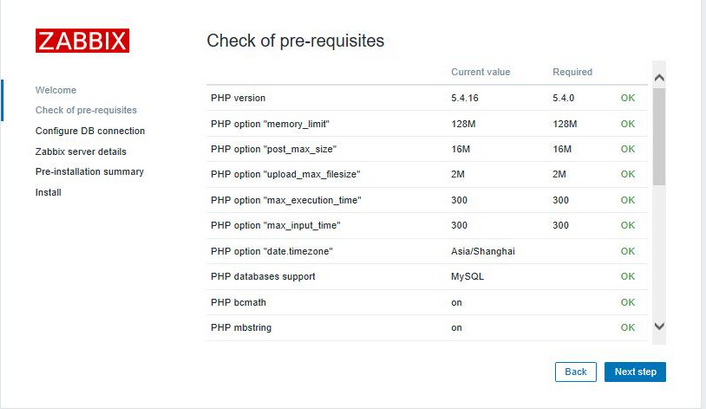 ZABBIX
Check of pre-requisites
Welcome
Check of pre-requisites
Configure DB connection
Zabbix server details
Pre-installation summary
Install
Current value Required
PHP version 5.4.16 5.4.0 OK
PHP option "memory_limit" 128M 128M OK
PHP option "post_max_size" 16M 16M OK
PHP option "upload_max_filesize" 2M 2M OK
PHP option "max_execution_time" 300 300 OK
PHP option "max_input_time" 300 300 OK
PHP option "date.timezone" Asia/Shanghai OK
PHP databases support MySQL OK
PHP bcmath on OK
PHP mbstring on OK
Back Next step